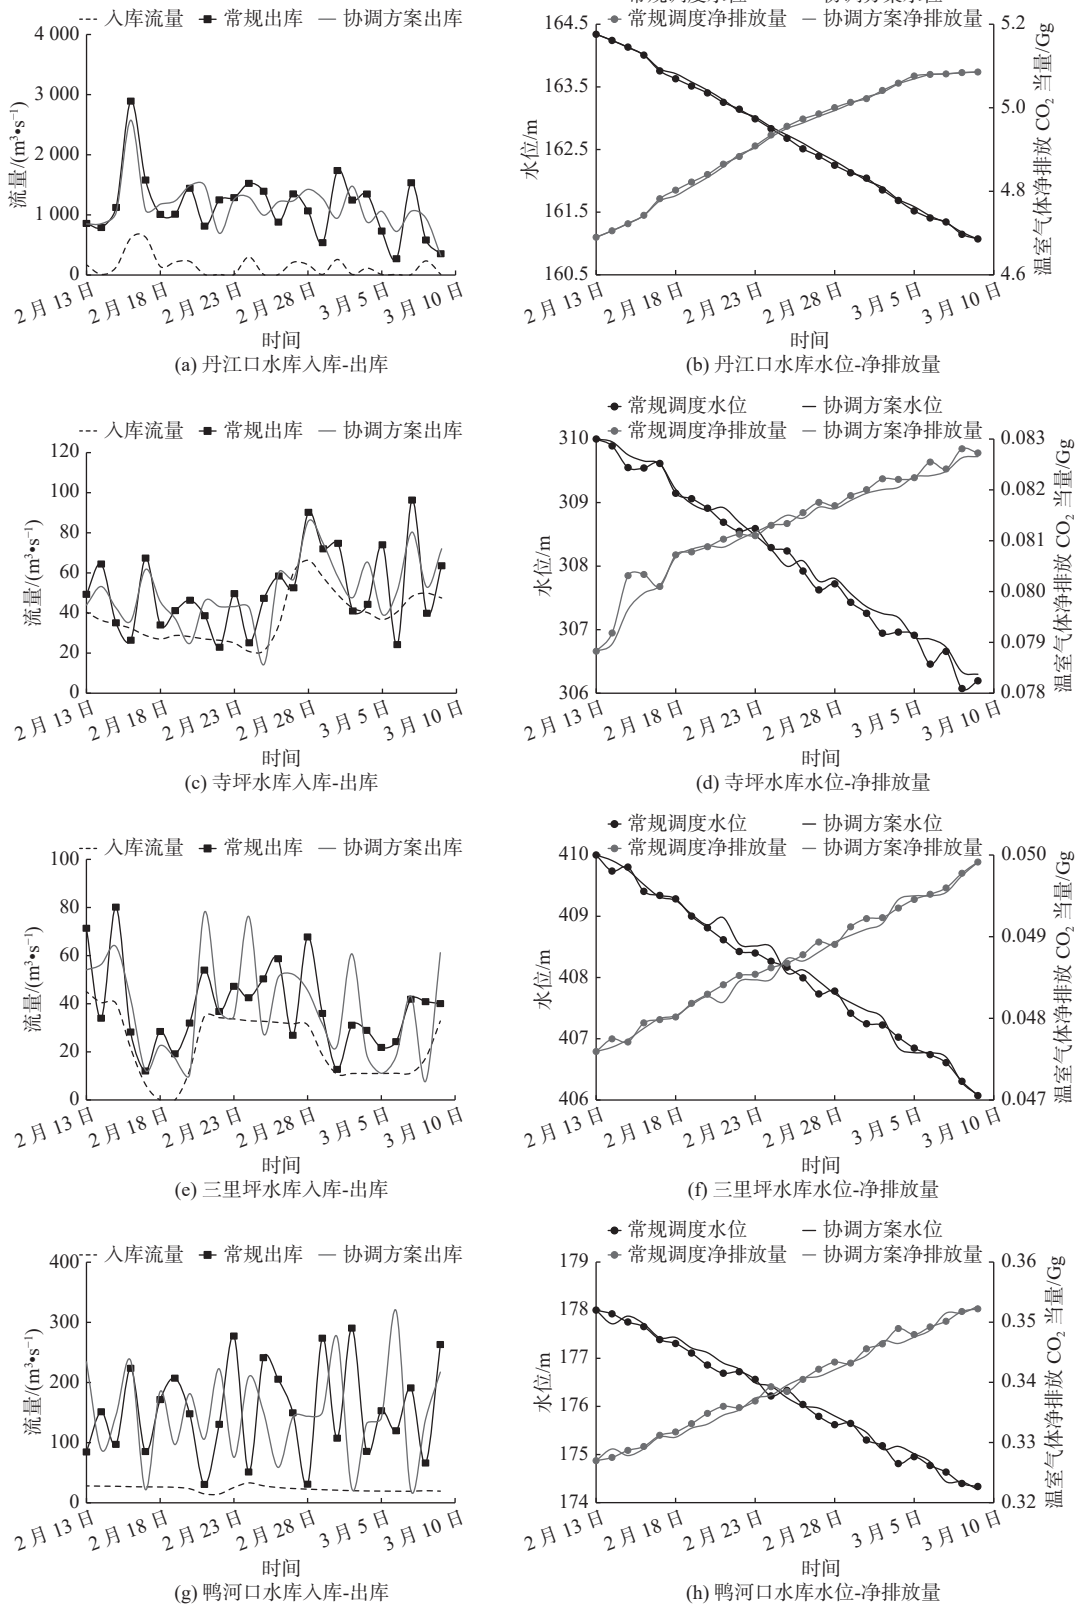 入库流量 常规出库 协调方案出库
4 000
3 000
2 000
1 000
0
流量/(m³•s⁻¹)
2 月 13 日
2 月 18 日
2 月 23 日
2 月 28 日
3 月 5 日
3 月 10 日
时间
(a) 丹江口水库入库-出库
常规调度水位 协调方案水位
常规调度净排放量 协调方案净排放量
164.5
163.5
162.5
161.5
160.5
水位/m
5.2
5.0
4.8
4.6
温室气体净排放 CO₂ 当量/Gg
2 月 13 日
2 月 18 日
2 月 23 日
2 月 28 日
3 月 5 日
3 月 10 日
时间
(b) 丹江口水库水位-净排放量
入库流量 常规出库 协调方案出库
120
100
80
60
40
20
0
流量/(m³•s⁻¹)
2 月 13 日
2 月 18 日
2 月 23 日
2 月 28 日
3 月 5 日
3 月 10 日
时间
(c) 寺坪水库入库-出库
常规调度水位 协调方案水位
常规调度净排放量 协调方案净排放量
310
309
308
307
306
水位/m
0.083
0.082
0.081
0.080
0.079
0.078
温室气体净排放 CO₂ 当量/Gg
2 月 13 日
2 月 18 日
2 月 23 日
2 月 28 日
3 月 5 日
3 月 10 日
时间
(d) 寺坪水库水位-净排放量
入库流量 常规出库 协调方案出库
100
80
60
40
20
0
流量/(m³•s⁻¹)
2 月 13 日
2 月 18 日
2 月 23 日
2 月 28 日
3 月 5 日
3 月 10 日
时间
(e) 三里坪水库入库-出库
常规调度水位 协调方案水位
常规调度净排放量 协调方案净排放量
410
409
408
407
406
水位/m
0.050
0.049
0.048
0.047
温室气体净排放 CO₂ 当量/Gg
2 月 13 日
2 月 18 日
2 月 23 日
2 月 28 日
3 月 5 日
3 月 10 日
时间
(f) 三里坪水库水位-净排放量
入库流量 常规出库 协调方案出库
400
300
200
100
0
流量/(m³•s⁻¹)
2 月 13 日
2 月 18 日
2 月 23 日
2 月 28 日
3 月 5 日
3 月 10 日
时间
(g) 鸭河口水库入库-出库
常规调度水位 协调方案水位
常规调度净排放量 协调方案净排放量
179
178
177
176
175
174
水位/m
0.36
0.35
0.34
0.33
0.32
温室气体净排放 CO₂ 当量/Gg
2 月 13 日
2 月 18 日
2 月 23 日
2 月 28 日
3 月 5 日
3 月 10 日
时间
(h) 鸭河口水库水位-净排放量